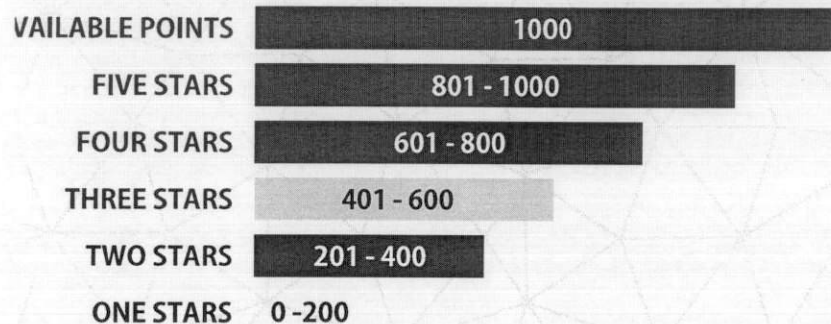 VAILABLE POINTS 1000
FIVE STARS 801 - 1000
FOUR STARS 601 - 800
THREE STARS 401 - 600
TWO STARS 201 - 400
ONE STARS 0 -200